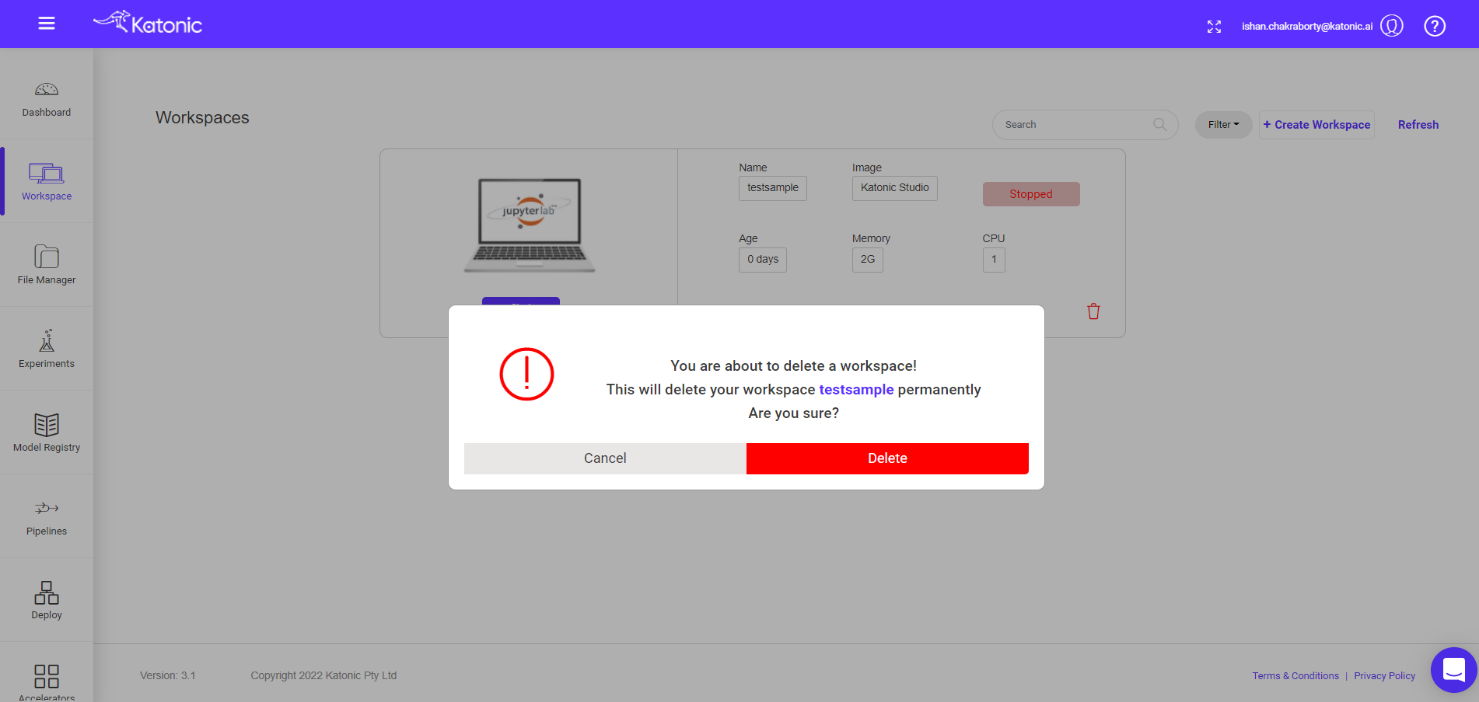 Katonic
ishan.chakraborty@katonic.ai
?
Dashboard
Workspace
File Manager
Experiments
Model Registry
Pipelines
Deploy
Accelerators
Workspaces
Search
Filter
+ Create Workspace
Refresh
jupyterlab
Name
testsample
Image
Katonic Studio
Stopped
Age
0 days
Memory
2G
CPU
1
You are about to delete a workspace!
This will delete your workspace testsample permanently
Are you sure?
Cancel
Delete
Version: 3.1
Copyright 2022 Katonic Pty Ltd
Terms & Conditions | Privacy Policy